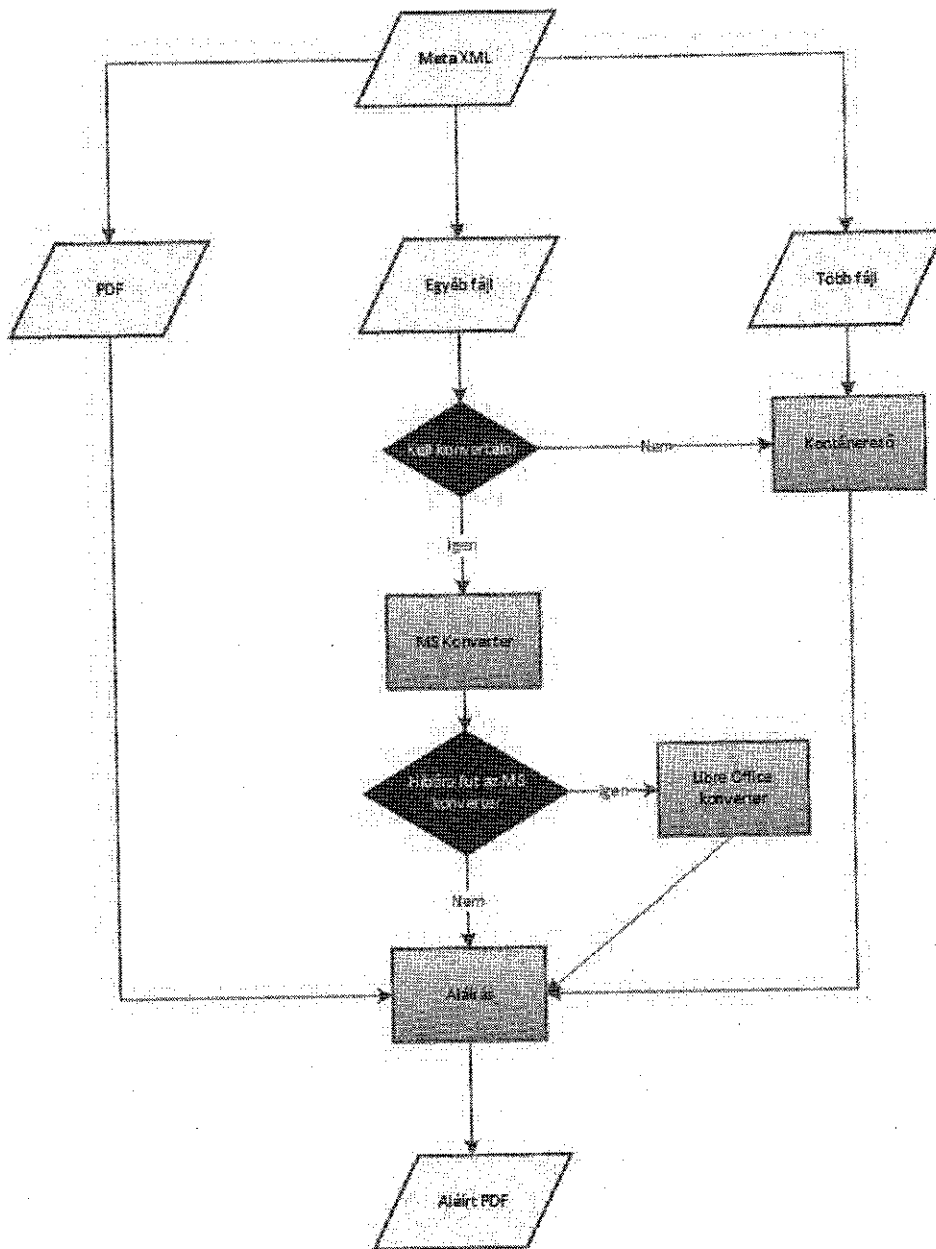 Meta XML
PDF
Egyéb fájl
Több fájl
Kell konvertálni
Nem
Konténerező
Igen
MS Konverter
Hibára fut az MS
konverter
Igen
Libre Office
konverter
Nem
Aláírás
Aláírt PDF